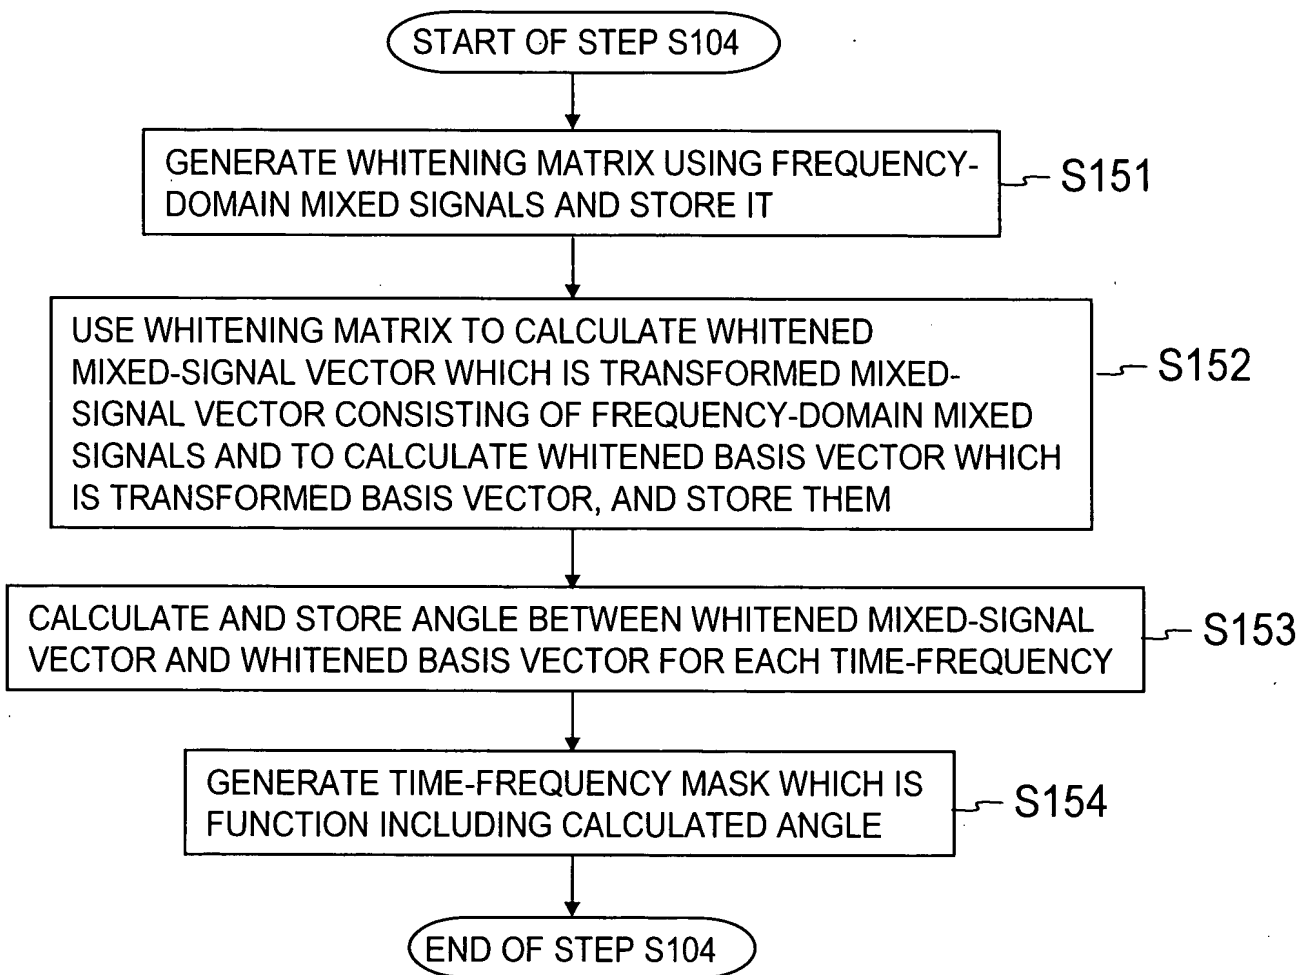 START OF STEP S104
GENERATE WHITENING MATRIX USING FREQUENCY-
DOMAIN MIXED SIGNALS AND STORE IT
S151
USE WHITENING MATRIX TO CALCULATE WHITENED
MIXED-SIGNAL VECTOR WHICH IS TRANSFORMED MIXED-
SIGNAL VECTOR CONSISTING OF FREQUENCY-DOMAIN MIXED
SIGNALS AND TO CALCULATE WHITENED BASIS VECTOR WHICH
IS TRANSFORMED BASIS VECTOR, AND STORE THEM
S152
CALCULATE AND STORE ANGLE BETWEEN WHITENED MIXED-SIGNAL
VECTOR AND WHITENED BASIS VECTOR FOR EACH TIME-FREQUENCY
S153
GENERATE TIME-FREQUENCY MASK WHICH IS
FUNCTION INCLUDING CALCULATED ANGLE
S154
END OF STEP S104